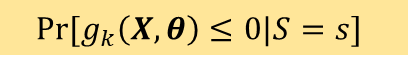 Pr[g_k(X, θ) ≤ 0|S = s]